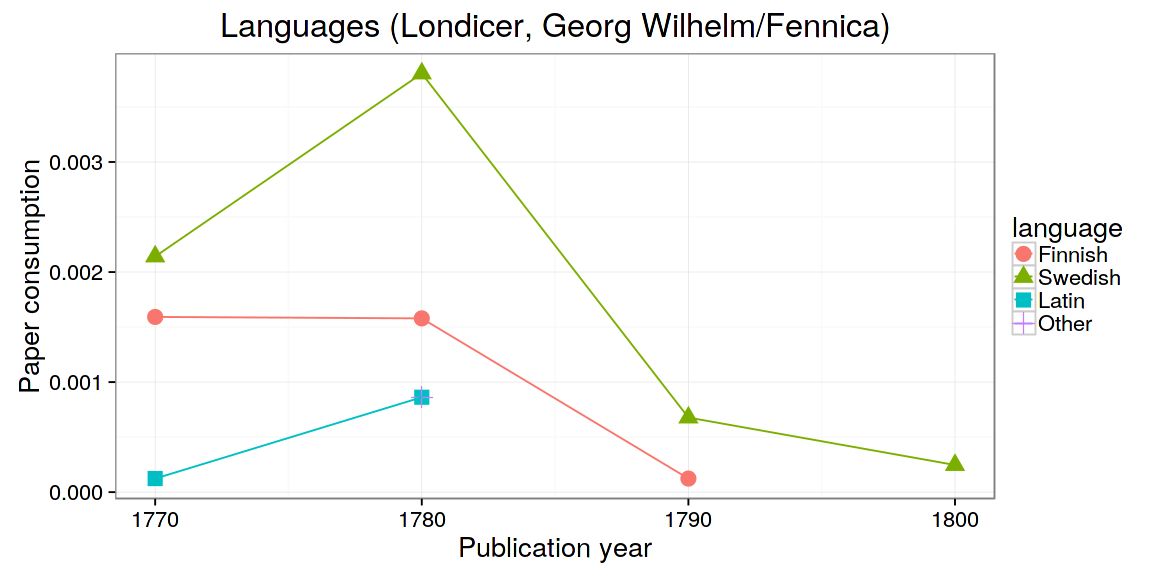 Languages (Londicer, Georg Wilhelm/Fennica)
Paper consumption
0.003
0.002
0.001
0.000
1770 1780 1790 1800
Publication year
language
Finnish
Swedish
Latin
Other